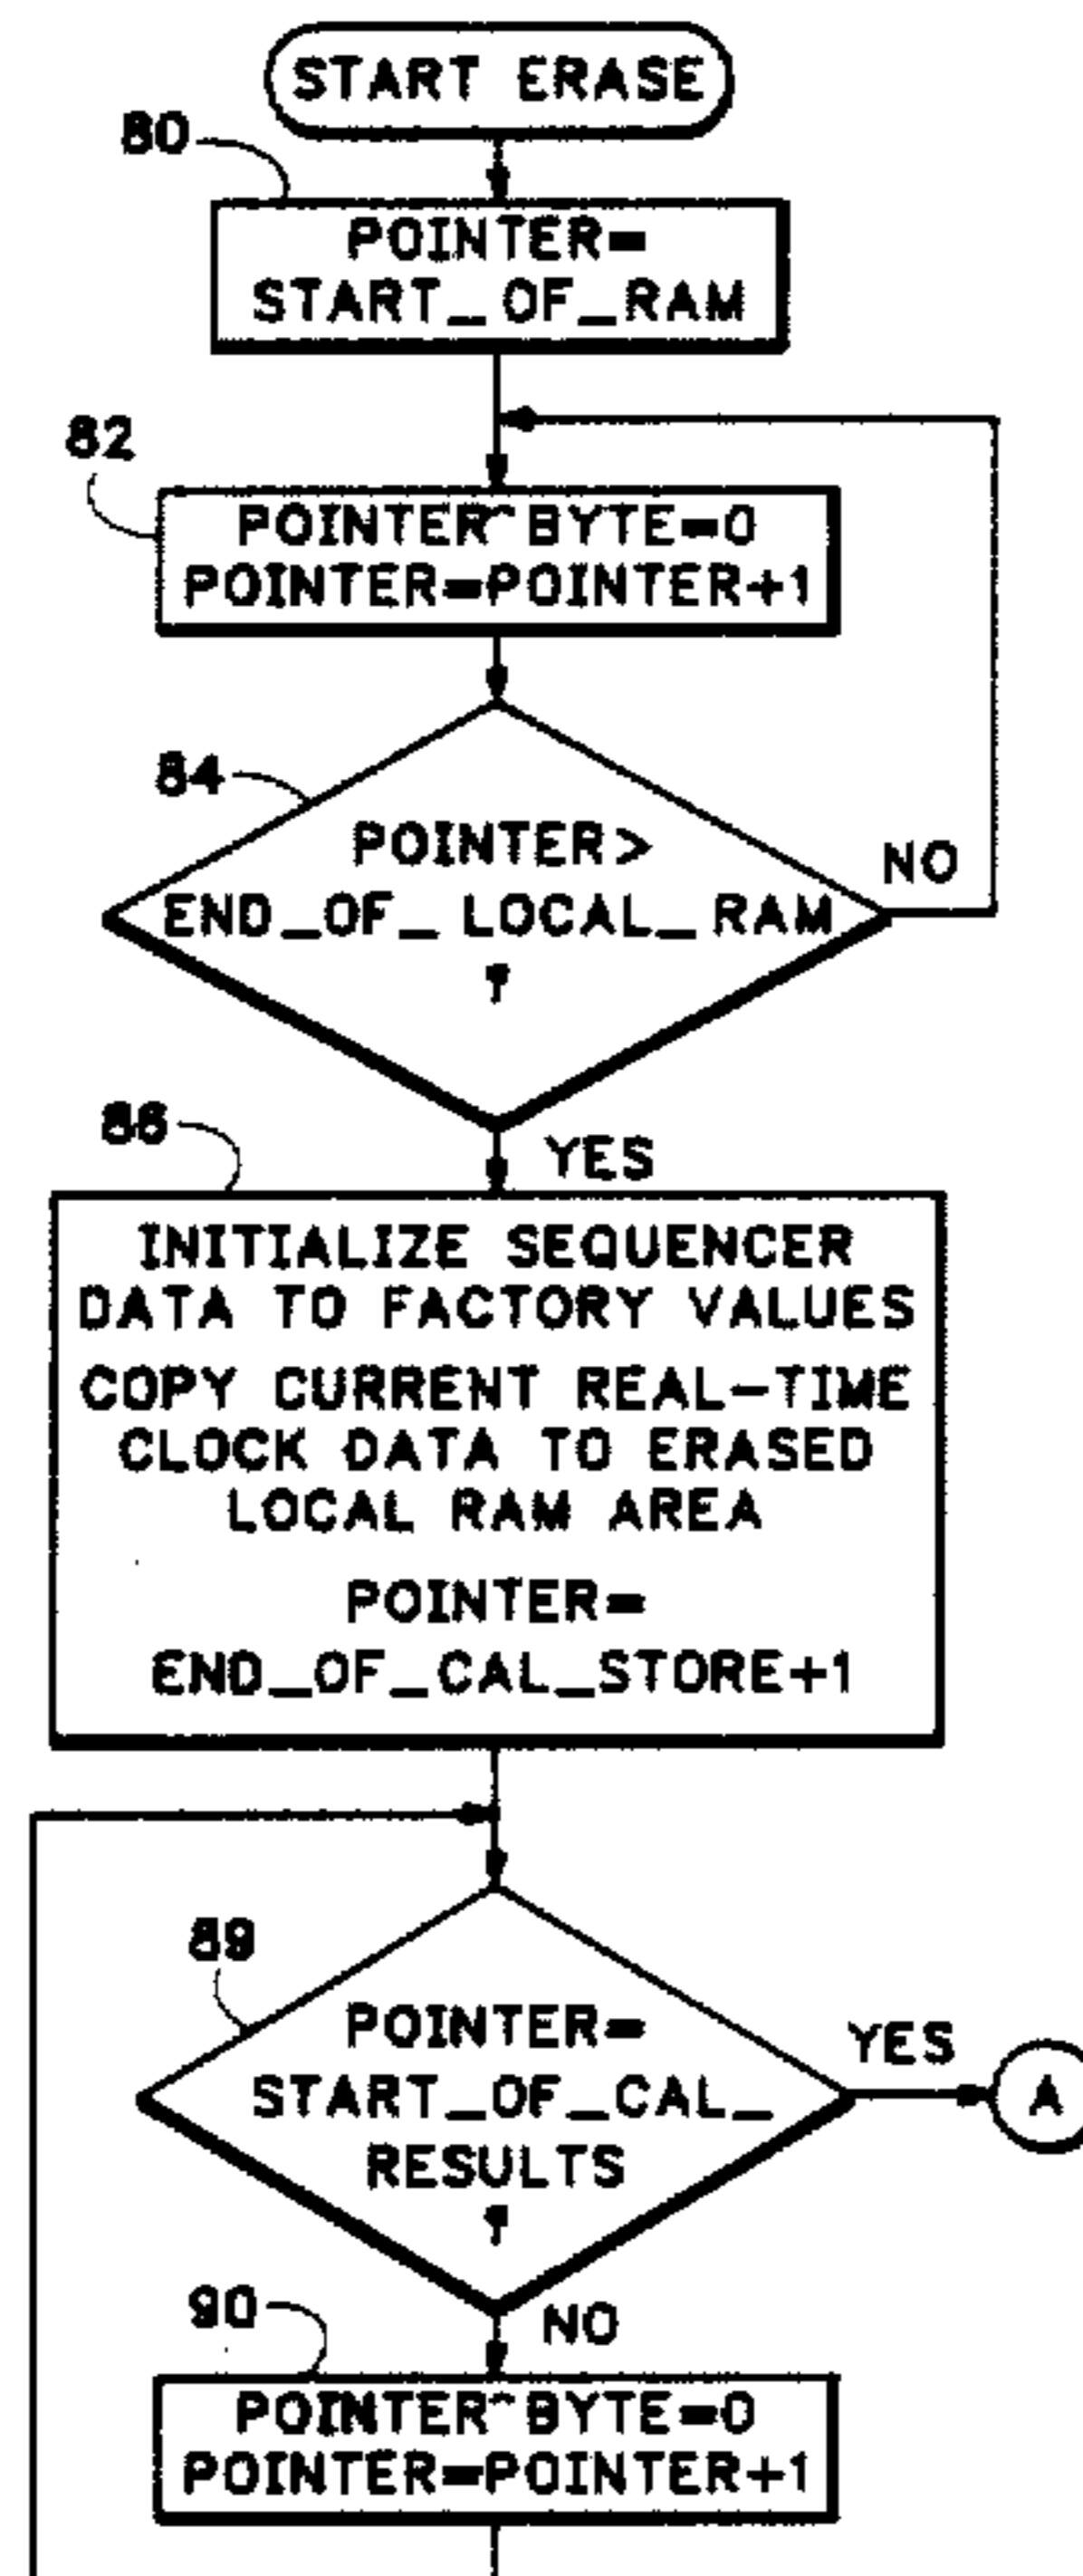 START ERASE
80
POINTER=
START_OF_RAM
82
POINTER^BYTE=0
POINTER=POINTER+1
84
POINTER>
END_OF_LOCAL_RAM
?
NO
YES
86
INITIALIZE SEQUENCER
DATA TO FACTORY VALUES
COPY CURRENT REAL-TIME
CLOCK DATA TO ERASED
LOCAL RAM AREA
POINTER=
END_OF_CAL_STORE+1
89
POINTER=
START_OF_CAL_
RESULTS
?
YES
A
NO
90
POINTER^BYTE=0
POINTER=POINTER+1